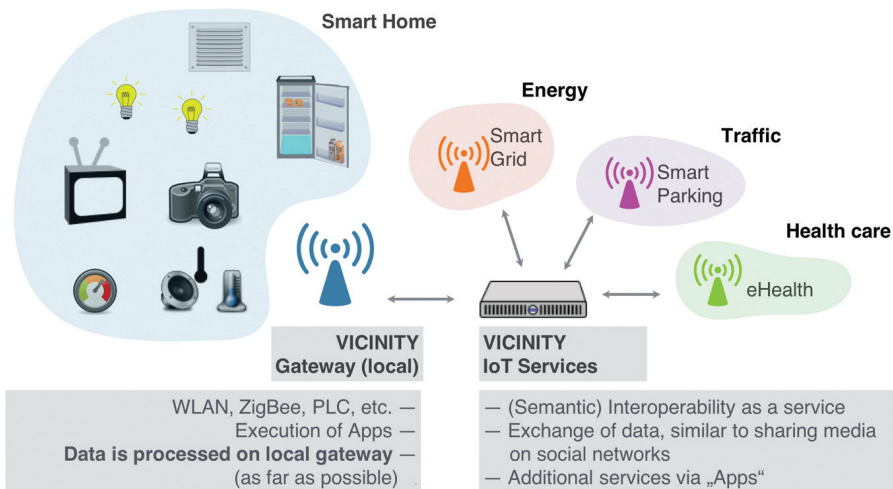 Smart Home
Energy
Smart
Grid
Traffic
Smart
Parking
Health care
eHealth
VICINITY
Gateway (local)
VICINITY
IoT Services
WLAN, ZigBee, PLC, etc. —
Execution of Apps —
Data is processed on local gateway —
(as far as possible)
— (Semantic) Interoperability as a service
— Exchange of data, similar to sharing media
on social networks
— Additional services via „Apps“